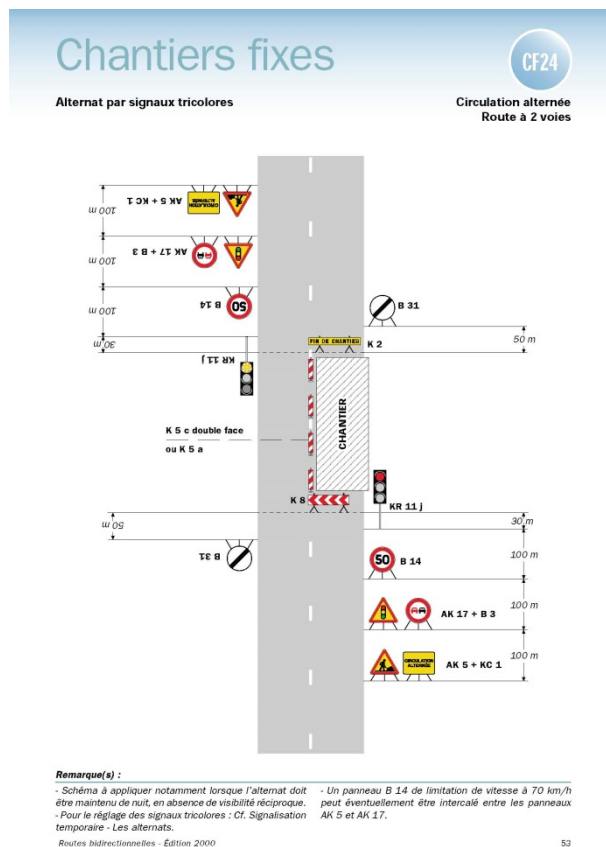 Chantiers fixes
CF24
Alternat par signaux tricolores
Circulation alternée
Route à 2 voies
AK 5 + KC 1
CIRCULATION
ALTERNÉE
100 m
AK 17 + B 3
100 m
B 14
50
100 m
30 m
KR 11 j
B 31
50 m
FIN DE CHANTIER
K 2
CHANTIER
K 5 c double face
ou K 5 a
K 8
KR 11 j
30 m
50 m
B 31
50
B 14
100 m
AK 17 + B 3
100 m
CIRCULATION
ALTERNÉE
AK 5 + KC 1
100 m
Remarque(s) :
- Schéma à appliquer notamment lorsque l'alternat doit
être maintenu de nuit, en absence de visibilité réciproque.
- Pour le réglage des signaux tricolores : Cf. Signalisation
temporaire - Les alternats.
- Un panneau B 14 de limitation de vitesse à 70 km/h
peut éventuellement être intercalé entre les panneaux
AK 5 et AK 17.
Routes bidirectionnelles - Édition 2000
53